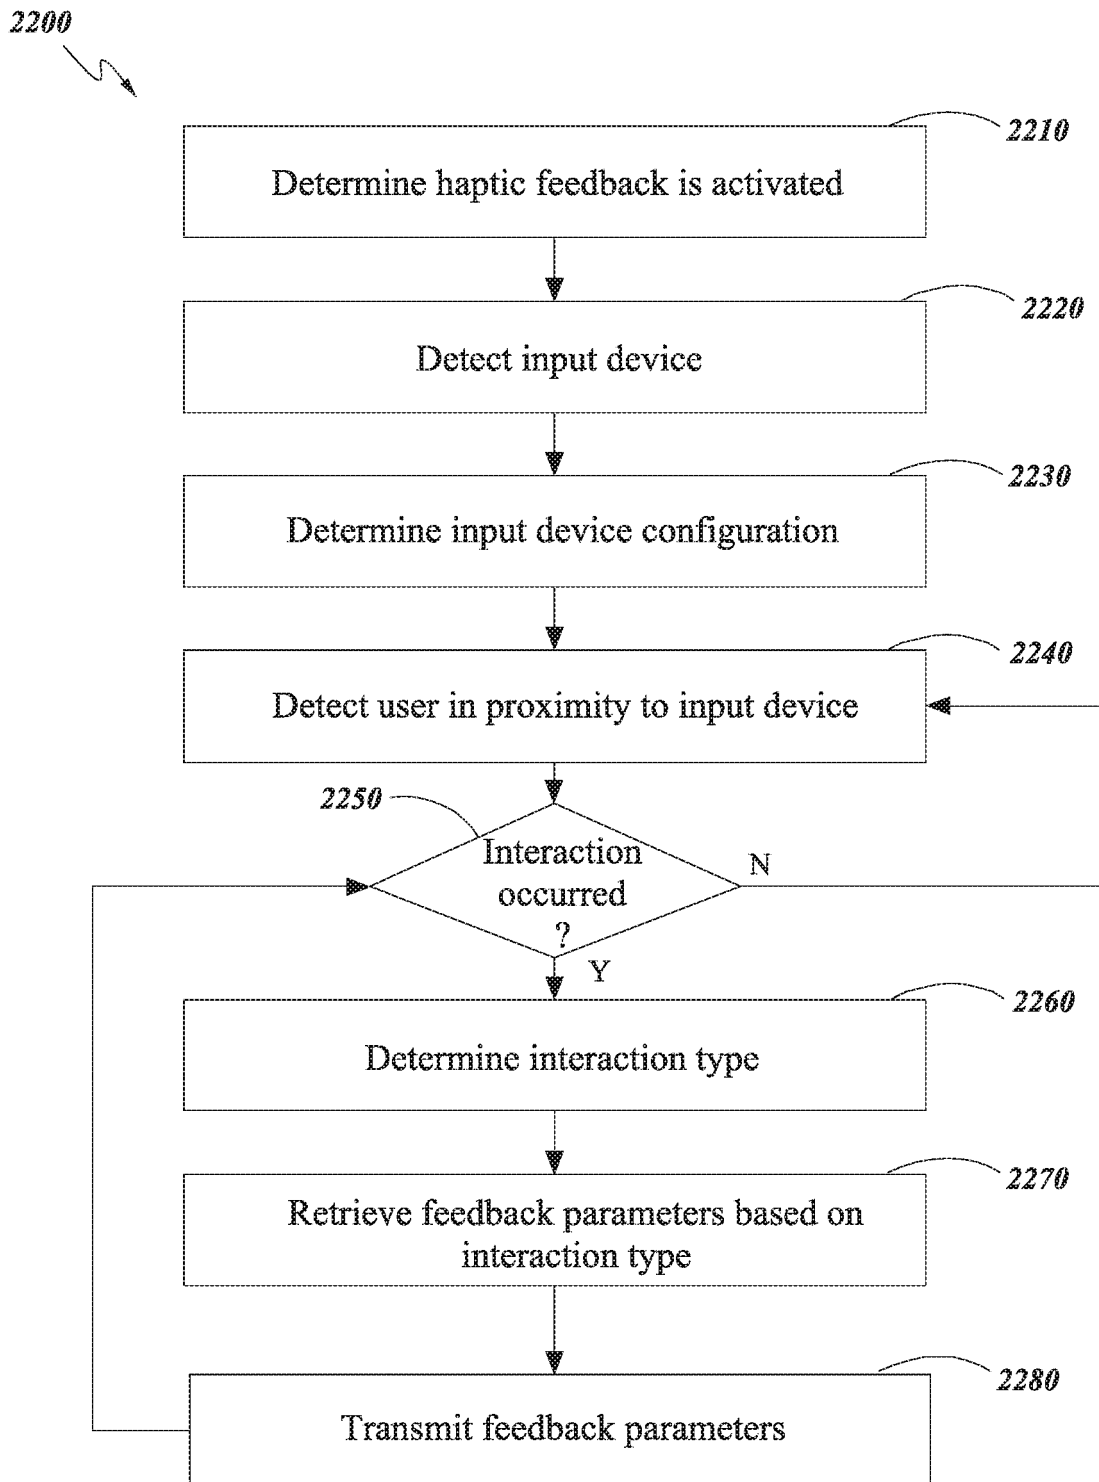 2200
2210
Determine haptic feedback is activated
2220
Detect input device
2230
Determine input device configuration
2240
Detect user in proximity to input device
2250
Interaction
occurred
?
N
Y
2260
Determine interaction type
2270
Retrieve feedback parameters based on
interaction type
2280
Transmit feedback parameters